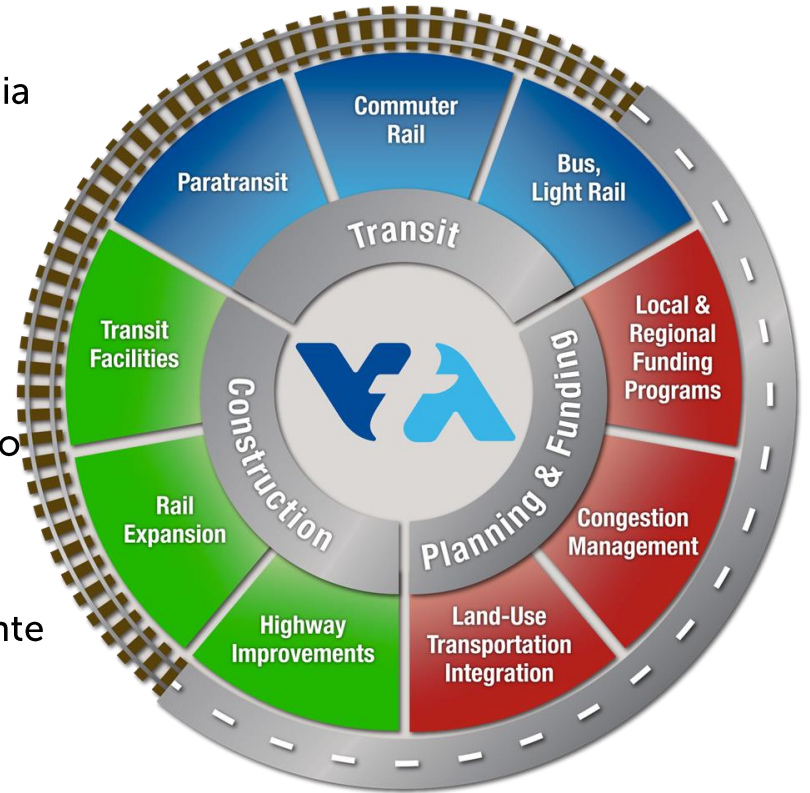 ia
o
nte
Commuter
Rail
Paratransit
Bus,
Light Rail
Transit
Transit
Facilities
Local &
Regional
Funding
Programs
VTA
Construction
Planning & Funding
Rail
Expansion
Congestion
Management
Highway
Improvements
Land-Use
Transportation
Integration